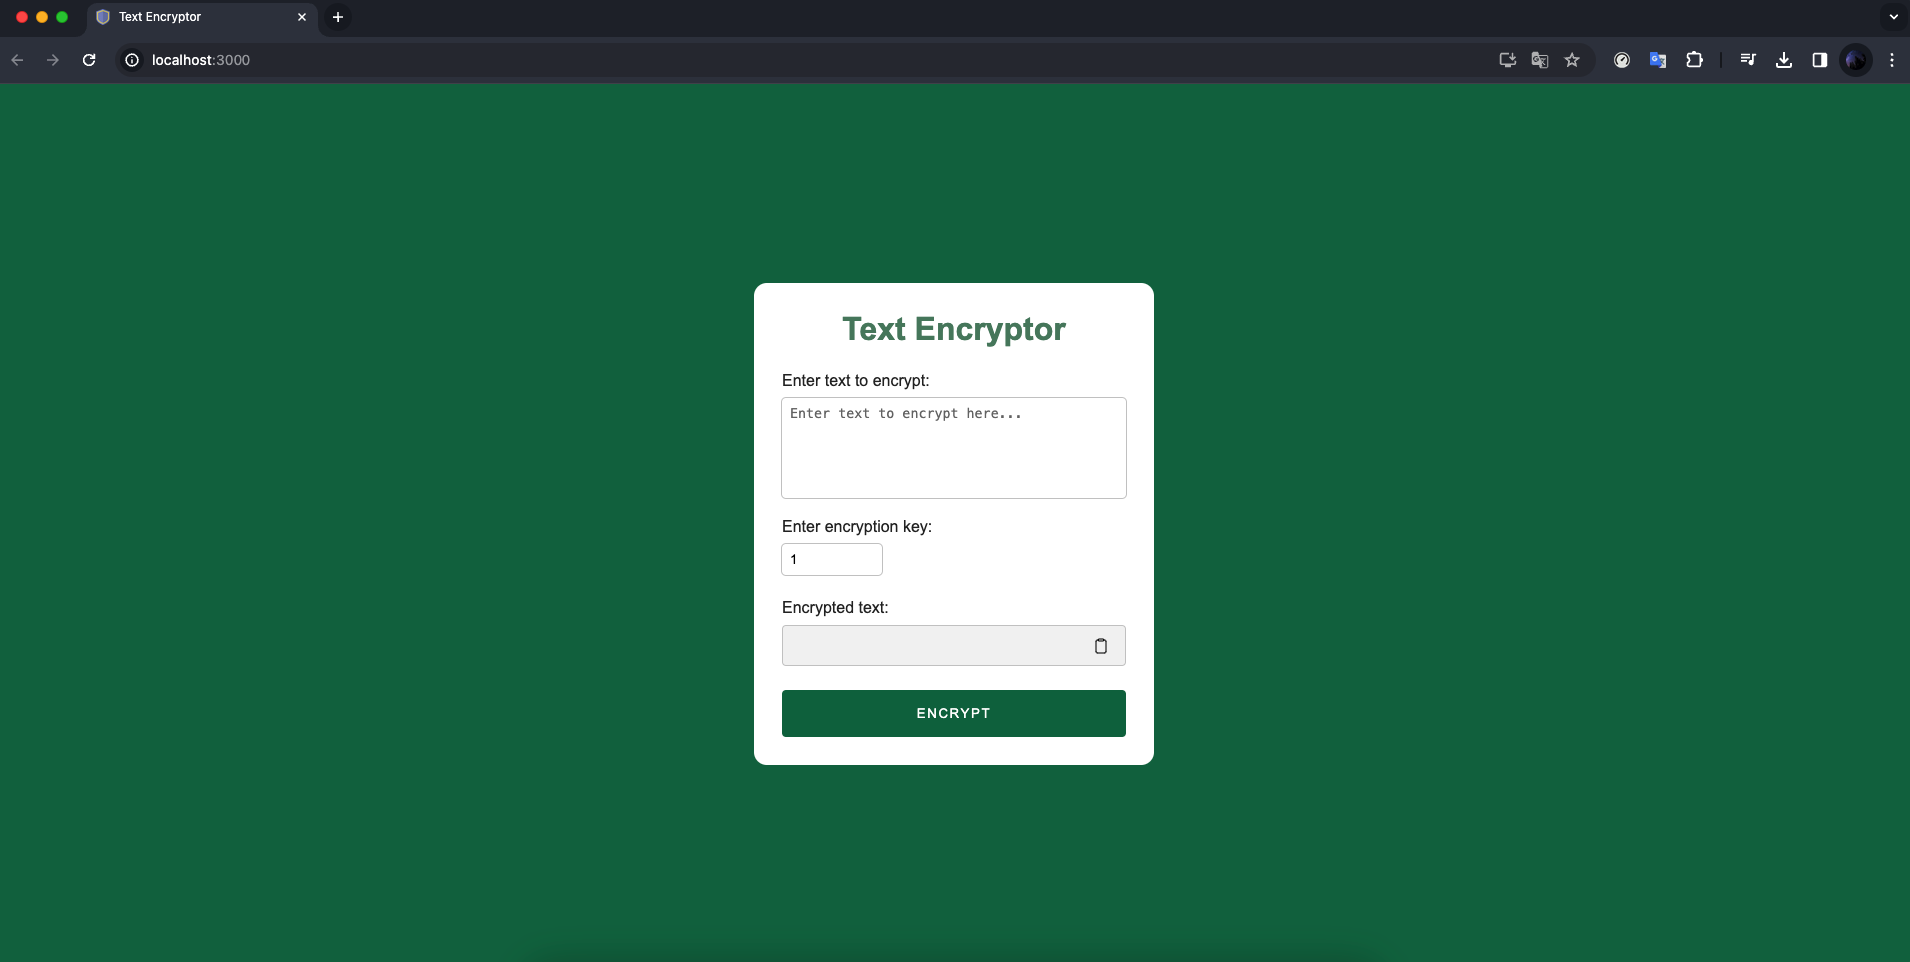 Text Encryptor
localhost:3000
Text Encryptor
Enter text to encrypt:
Enter text to encrypt here...
Enter encryption key:
1
Encrypted text:
ENCRYPT